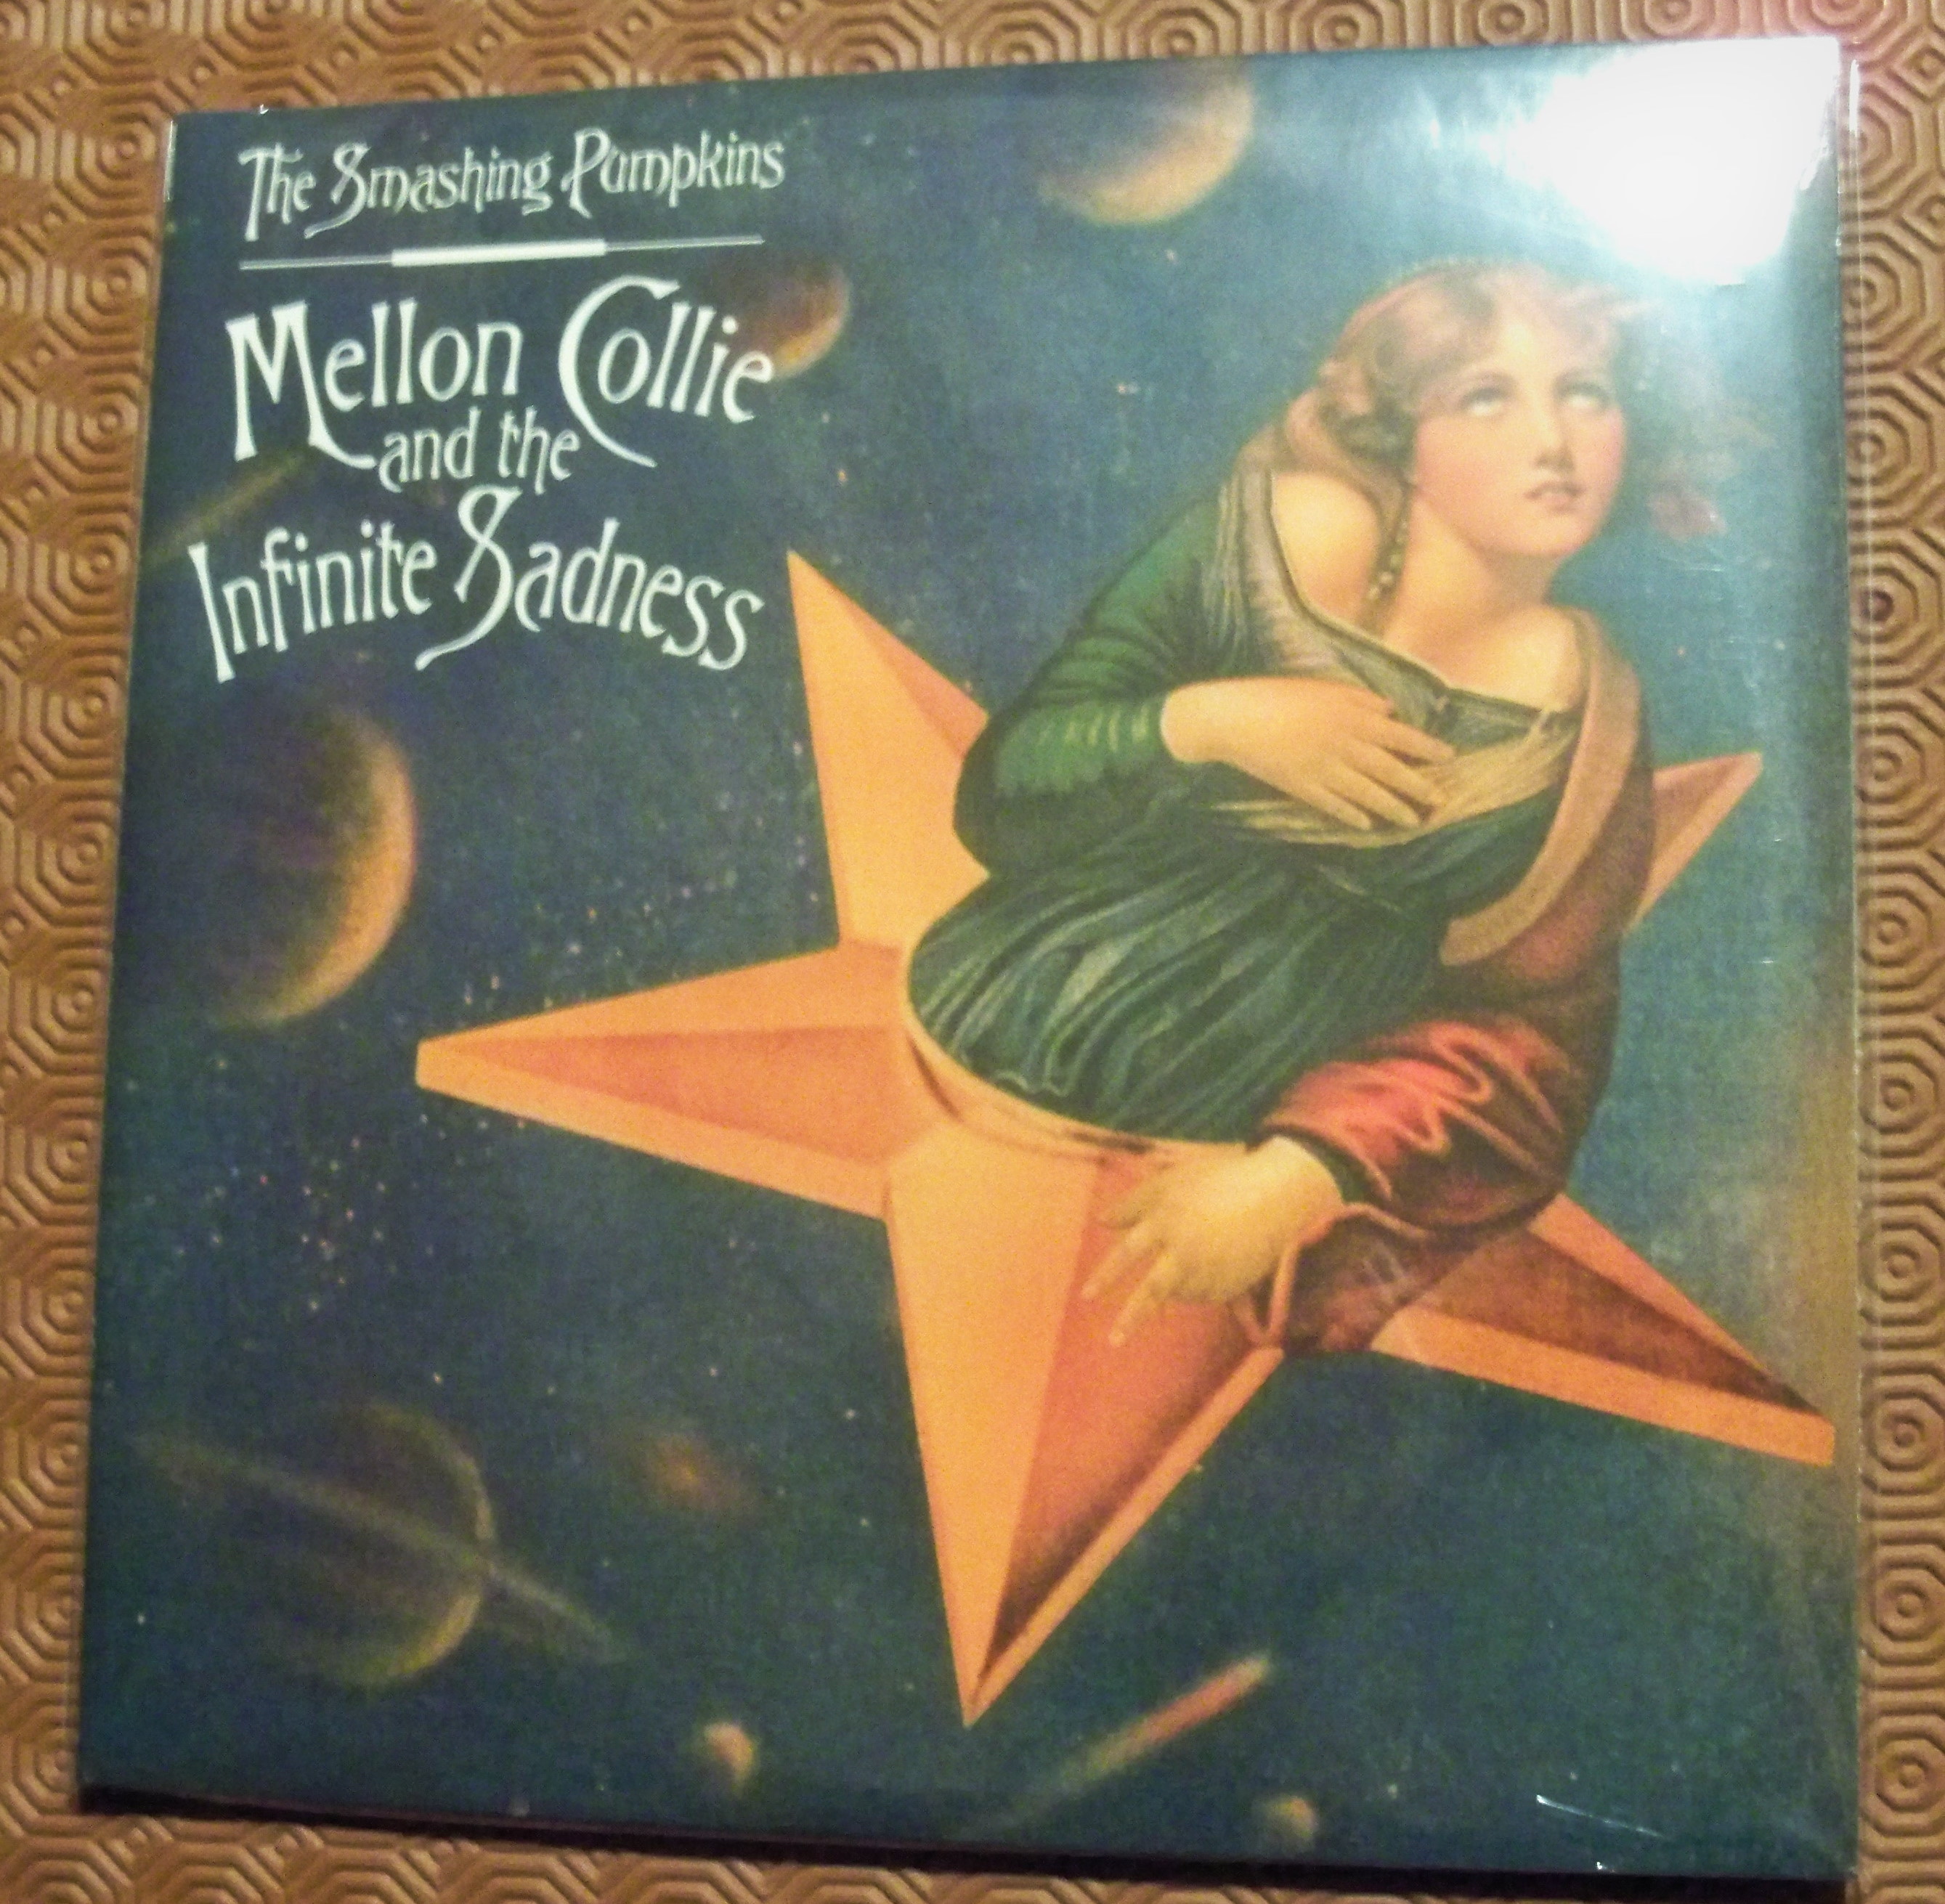 The Smashing Pumpkins
Mellon Collie
and the
Infinite Sadness